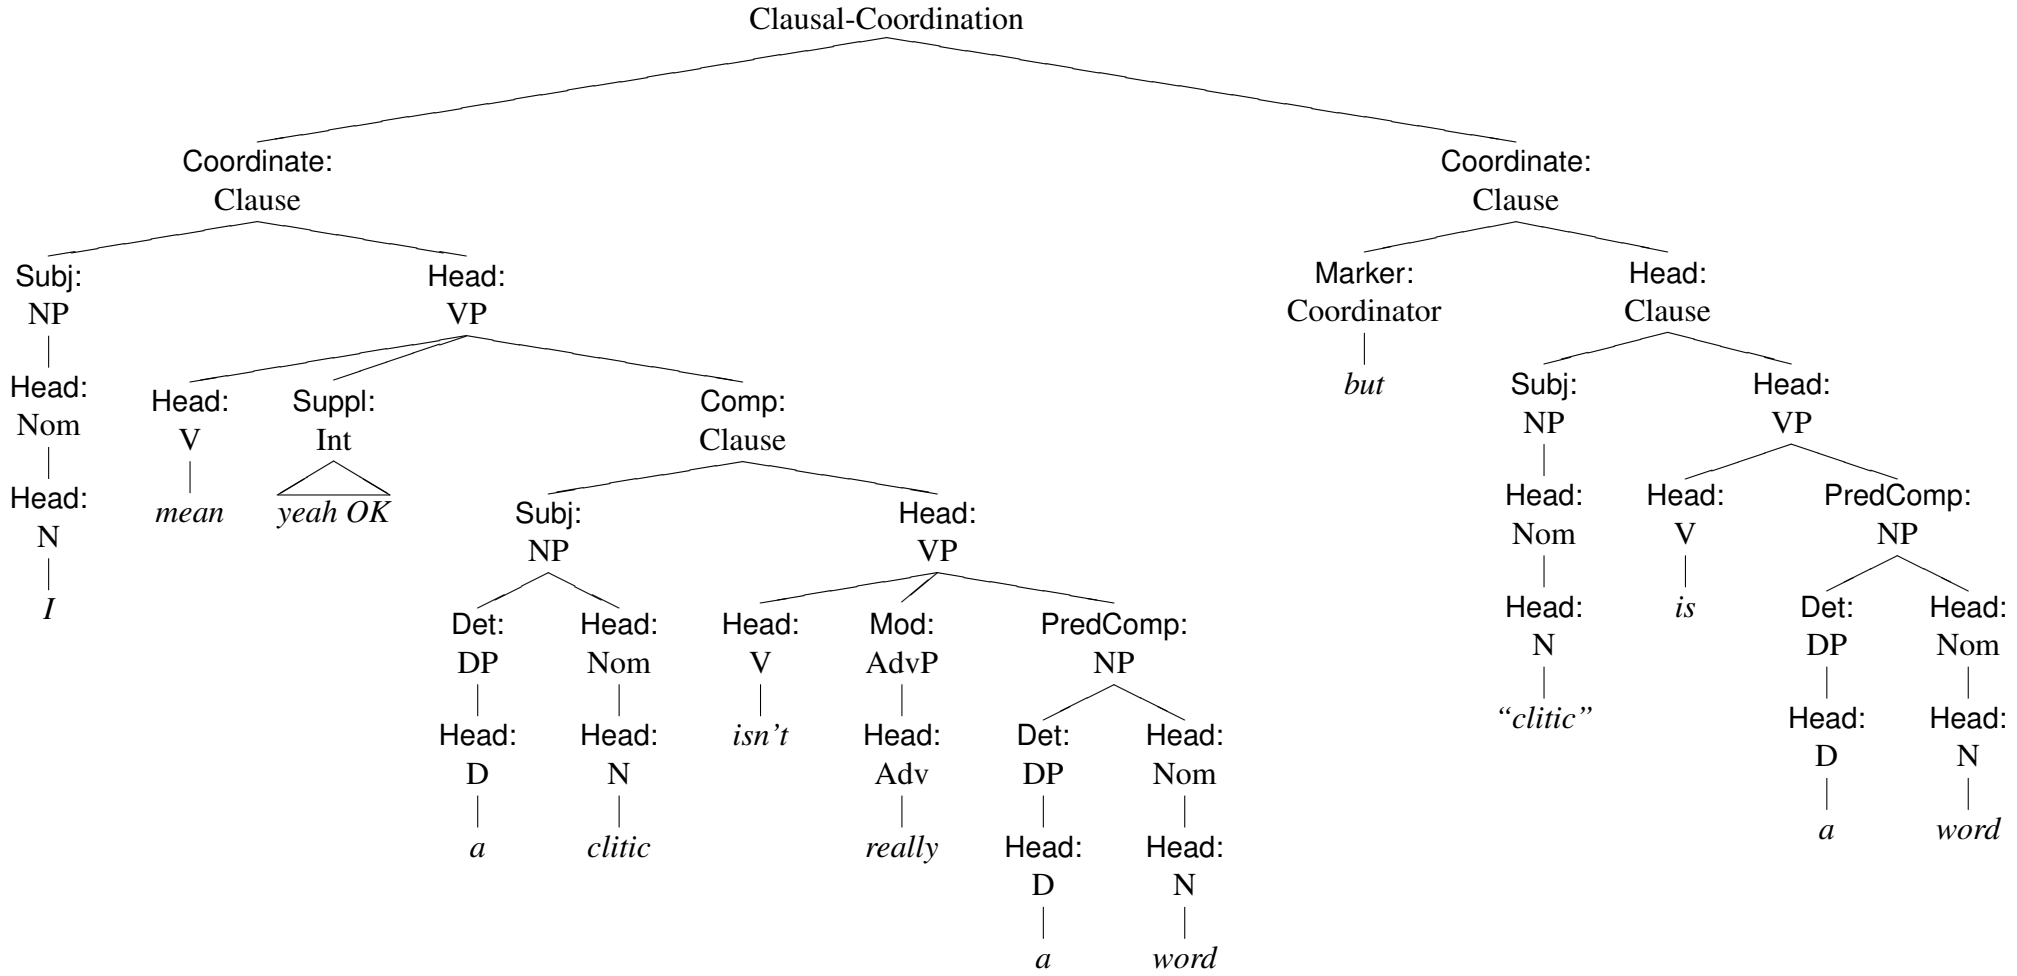 Clausal-Coordination
Coordinate: Coordinate:
Clause Clause
Subj: Head: Marker: Head:
NP VP Coordinator Clause
Head: Head: Suppl: Comp: but Subj: Head:
Nom V Int Clause NP VP
Head: mean yeah OK Subj: Head: Head: Head: PredComp:
N NP VP Nom V NP
I Det: Head: Head: Mod: PredComp: Head: is Det: Head:
DP Nom V AdvP NP N DP Nom
Head: Head: isn’t Head: Det: Head: “clitic” Head: Head:
D N Adv DP Nom D N
a clitic really Head: Head: a word
D N
a word